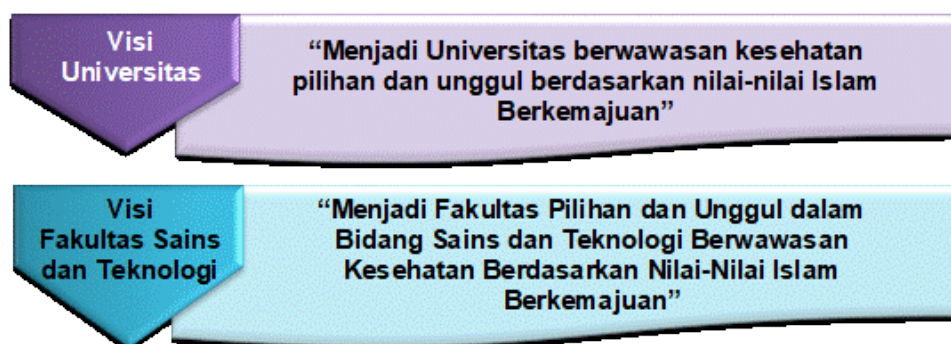 Visi
Universitas
“Menjadi Universitas berwawasan kesehatan
pilihan dan unggul berdasarkan nilai-nilai Islam
Berkemajuan”
Visi
Fakultas Sains
dan Teknologi
“Menjadi Fakultas Pilihan dan Unggul dalam
Bidang Sains dan Teknologi Berwawasan
Kesehatan Berdasarkan Nilai-Nilai Islam
Berkemajuan”